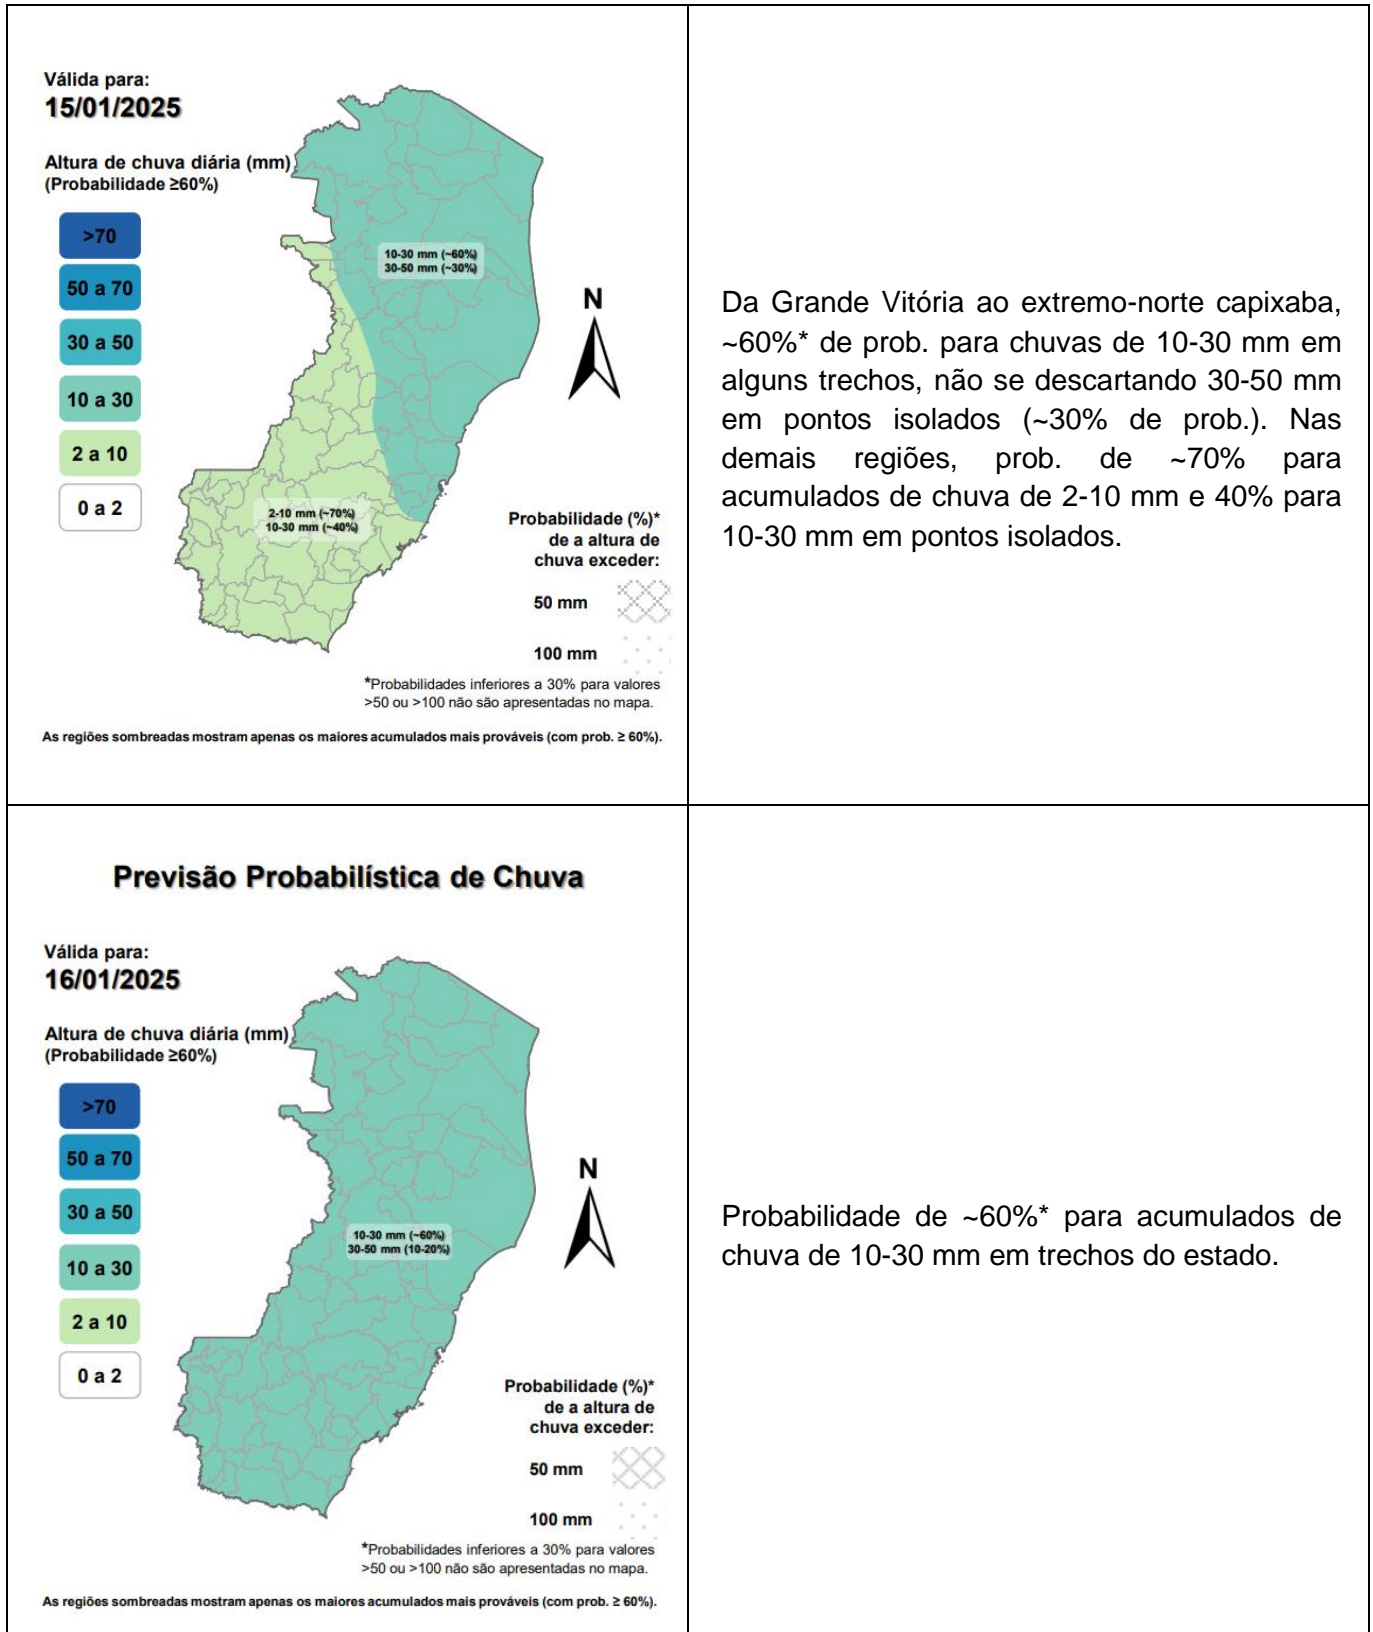 Válida para:
15/01/2025
Altura de chuva diária (mm)
(Probabilidade ≥60%)
>70
50 a 70
30 a 50
10 a 30
2 a 10
0 a 2
10-30 mm (~60%)
30-50 mm (~30%)
2-10 mm (~70%)
10-30 mm (~40%)
N
Probabilidade (%)*
de a altura de
chuva exceder:
50 mm
100 mm
*Probabilidades inferiores a 30% para valores
>50 ou >100 não são apresentadas no mapa.
As regiões sombreadas mostram apenas os maiores acumulados mais prováveis (com prob. ≥ 60%).
Da Grande Vitória ao extremo-norte capixaba,
~60%* de prob. para chuvas de 10-30 mm em
alguns trechos, não se descartando 30-50 mm
em pontos isolados (~30% de prob.). Nas
demais regiões, prob. de ~70% para
acumulados de chuva de 2-10 mm e 40% para
10-30 mm em pontos isolados.
Previsão Probabilística de Chuva
Válida para:
16/01/2025
Altura de chuva diária (mm)
(Probabilidade ≥60%)
>70
50 a 70
30 a 50
10 a 30
2 a 10
0 a 2
10-30 mm (~60%)
30-50 mm (10-20%)
N
Probabilidade (%)*
de a altura de
chuva exceder:
50 mm
100 mm
*Probabilidades inferiores a 30% para valores
>50 ou >100 não são apresentadas no mapa.
As regiões sombreadas mostram apenas os maiores acumulados mais prováveis (com prob. ≥ 60%).
Probabilidade de ~60%* para acumulados de
chuva de 10-30 mm em trechos do estado.